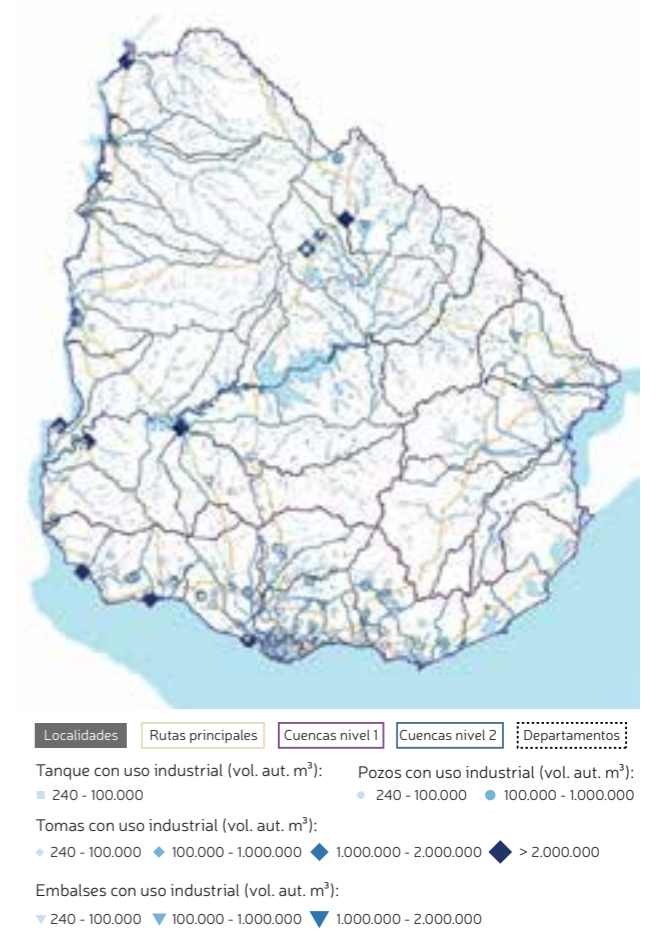 Localidades Rutas principales Cuencas nivel 1 Cuencas nivel 2 Departamentos
Tanque con uso industrial (vol. aut. m³):
240 - 100.000
Pozos con uso industrial (vol. aut. m³):
240 - 100.000 100.000 - 1.000.000
Tomas con uso industrial (vol. aut. m³):
240 - 100.000 100.000 - 1.000.000 1.000.000 - 2.000.000 > 2.000.000
Embalses con uso industrial (vol. aut. m³):
240 - 100.000 100.000 - 1.000.000 1.000.000 - 2.000.000